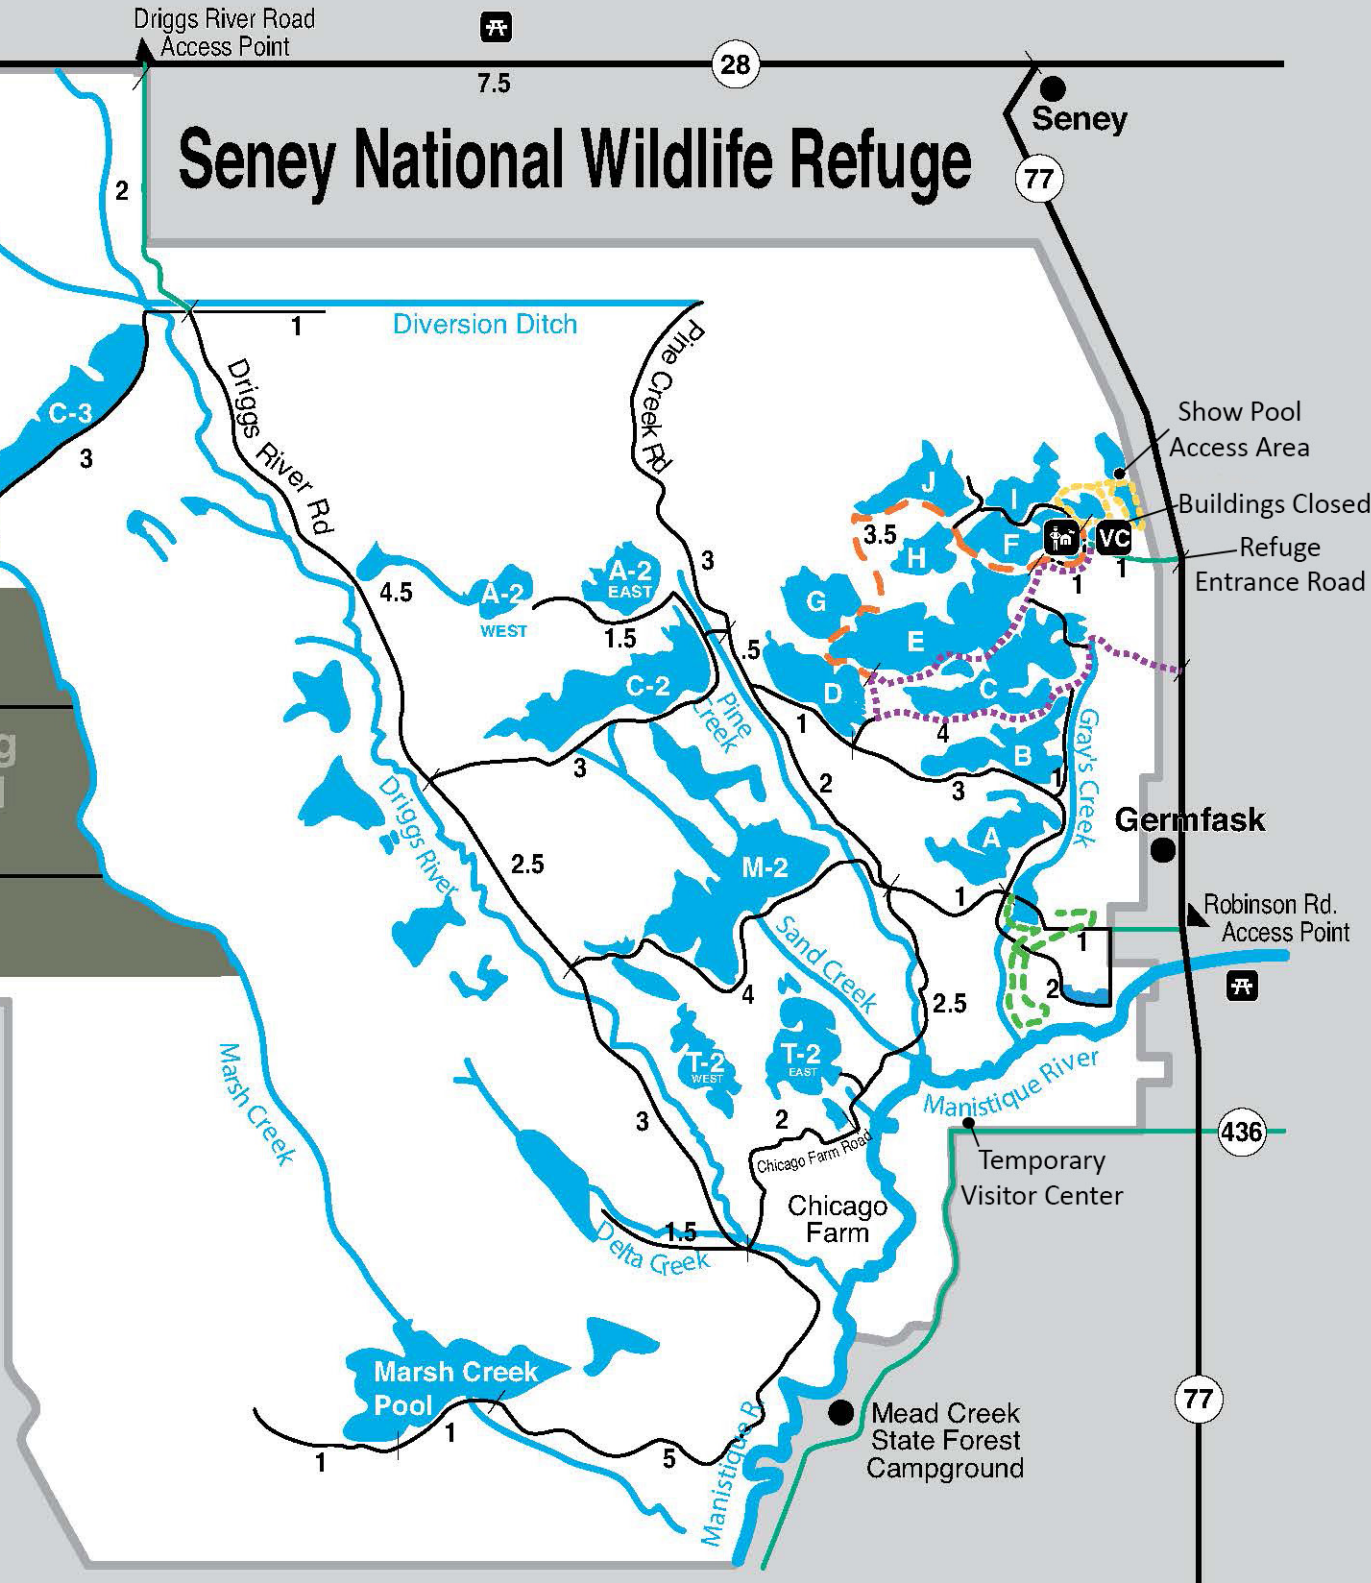 Driggs River Road
Access Point
7.5
28
Seney
Seney National Wildlife Refuge
77
2
1
Diversion Ditch
Pine Creek Rd
Driggs River Rd
C-3
3
Show Pool
Access Area
J
I
Buildings Closed
3.5
H
F
VC
Refuge
Entrance Road
1
1
3
4.5
A-2
WEST
A-2
EAST
1.5
G
E
.5
C-2
D
C
Pine
Creek
1
4
B
Gray's Creek
3
2
3
1
Germfask
A
Driggs River
2.5
M-2
1
Robinson Rd.
Access Point
1
Sand Creek
4
2.5
2
T-2
WEST
T-2
EAST
Marsh Creek
Manistique River
3
2
436
Chicago Farm Road
Temporary
Visitor Center
Chicago
Farm
1.5
Delta Creek
Marsh Creek
Pool
77
Mead Creek
State Forest
Campground
1
1
5
Manistique R.